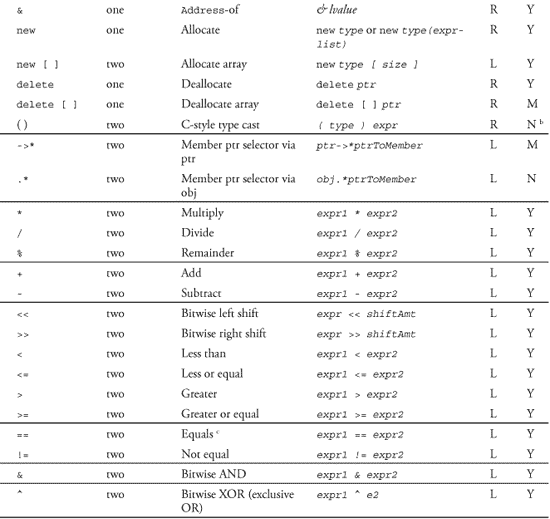 & one Address-of & lvalue R Y
new one Allocate new type or new type(expr- R Y
list)
new [ ] two Allocate array new type [ size ] L Y
delete one Deallocate delete ptr R Y
delete [ ] one Deallocate array delete [ ] ptr R M
( ) two C-style type cast ( type ) expr R N b
->* two Member ptr selector via ptr->*ptrToMember L M
ptr
.* two Member ptr selector via obj.*ptrToMember L N
obj
* two Multiply expr1 * expr2 L Y
/ two Divide expr1 / expr2 L Y
% two Remainder expr1 % expr2 L Y
+ two Add expr1 + expr2 L Y
- two Subtract expr1 - expr2 L Y
<< two Bitwise left shift expr << shiftAmt L Y
>> two Bitwise right shift expr >> shiftAmt L Y
< two Less than expr1 < expr2 L Y
<= two Less or equal expr1 <= expr2 L Y
> two Greater expr1 > expr2 L Y
>= two Greater or equal expr1 >= expr2 L Y
== two Equals c expr1 == expr2 L Y
!= two Not equal expr1 != expr2 L Y
& two Bitwise AND expr1 & expr2 L Y
^ two Bitwise XOR (exclusive expr1 ^ e2 L Y
OR)